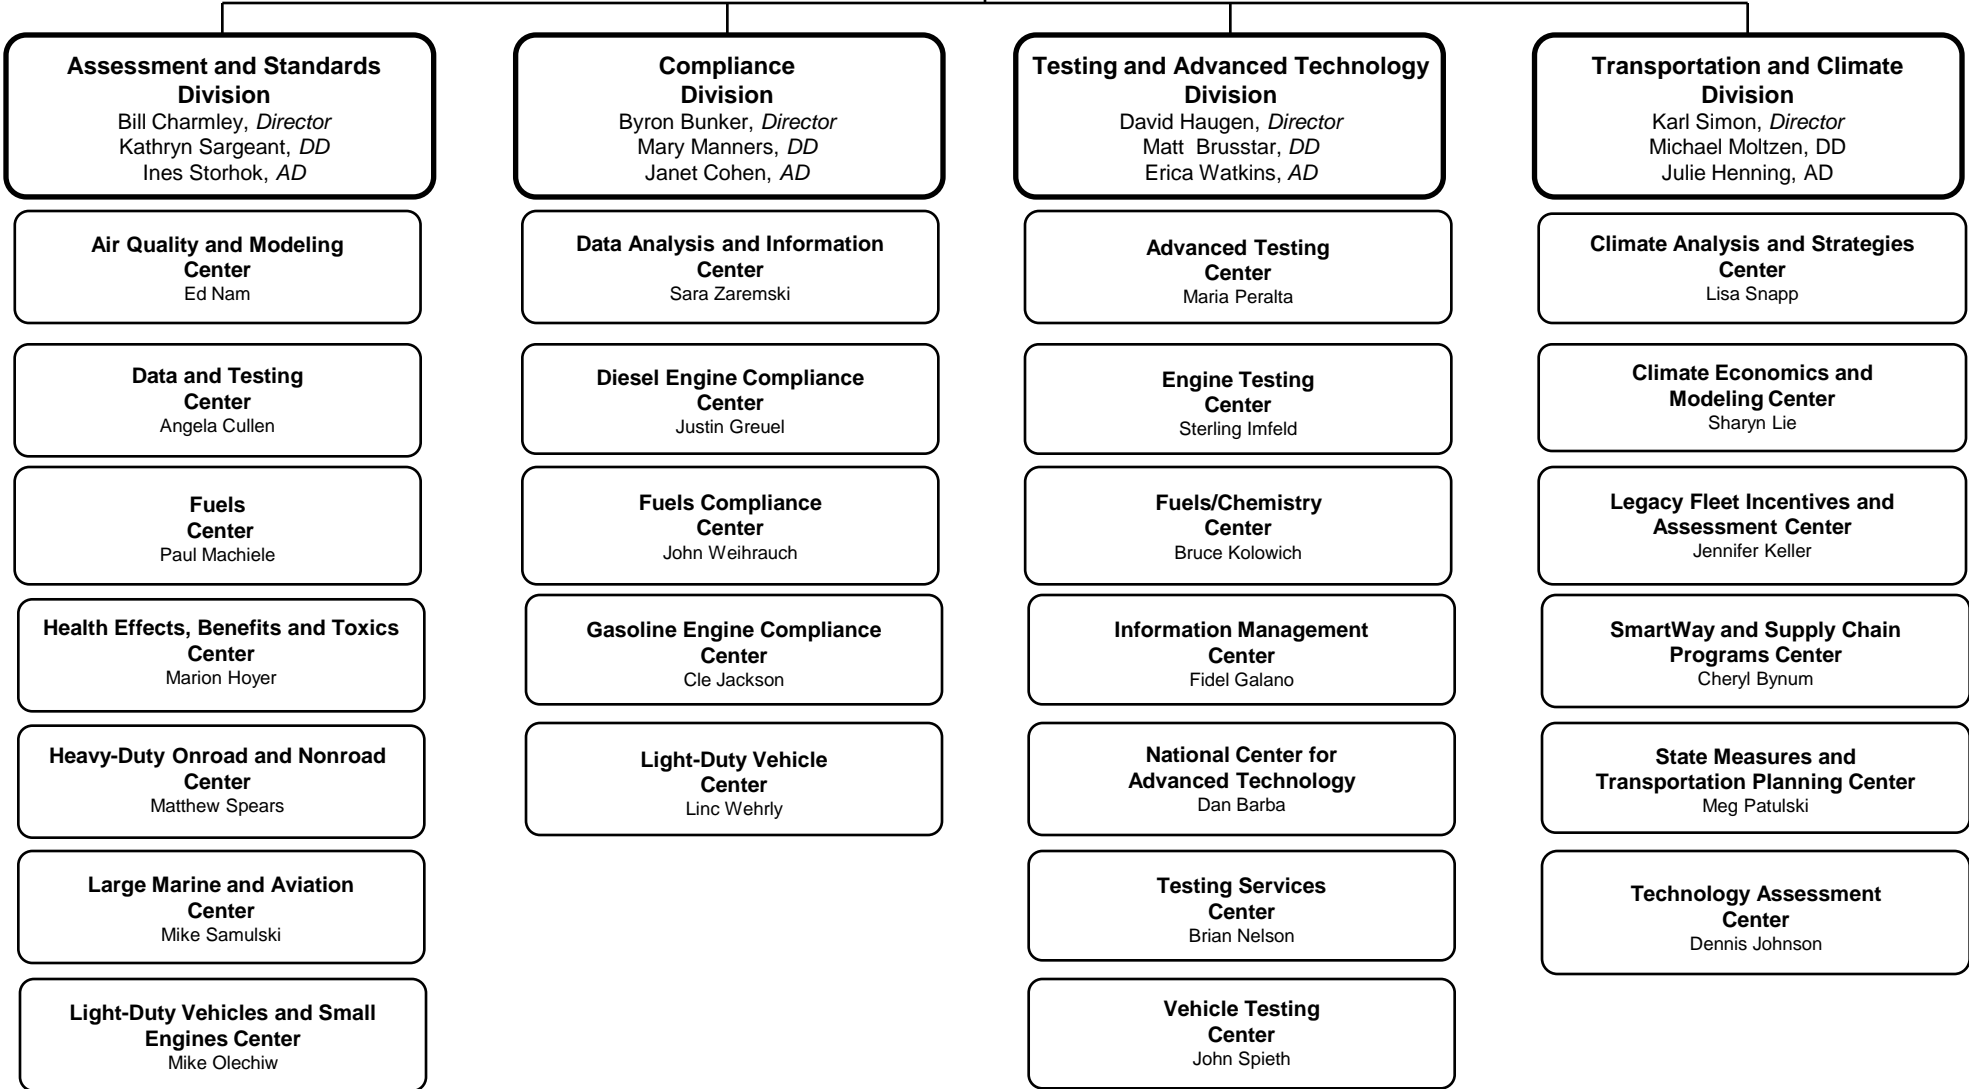 Assessment and Standards
Division
Bill Charmley, Director
Kathryn Sargeant, DD
Ines Storhok, AD
Air Quality and Modeling
Center
Ed Nam
Data and Testing
Center
Angela Cullen
Fuels
Center
Paul Machiele
Health Effects, Benefits and Toxics
Center
Marion Hoyer
Heavy-Duty Onroad and Nonroad
Center
Matthew Spears
Large Marine and Aviation
Center
Mike Samulski
Light-Duty Vehicles and Small
Engines Center
Mike Olechiw
Compliance
Division
Byron Bunker, Director
Mary Manners, DD
Janet Cohen, AD
Data Analysis and Information
Center
Sara Zaremski
Diesel Engine Compliance
Center
Justin Greuel
Fuels Compliance
Center
John Weihrauch
Gasoline Engine Compliance
Center
Cle Jackson
Light-Duty Vehicle
Center
Linc Wehrly
Testing and Advanced Technology
Division
David Haugen, Director
Matt  Brusstar, DD
Erica Watkins, AD
Advanced Testing
Center
Maria Peralta
Engine Testing
Center
Sterling Imfeld
Fuels/Chemistry
Center
Bruce Kolowich
Information Management
Center
Fidel Galano
National Center for
Advanced Technology
Dan Barba
Testing Services
Center
Brian Nelson
Vehicle Testing
Center
John Spieth
Transportation and Climate
Division
Karl Simon, Director
Michael Moltzen, DD
Julie Henning, AD
Climate Analysis and Strategies
Center
Lisa Snapp
Climate Economics and
Modeling Center
Sharyn Lie
Legacy Fleet Incentives and
Assessment Center
Jennifer Keller
SmartWay and Supply Chain
Programs Center
Cheryl Bynum
State Measures and
Transportation Planning Center
Meg Patulski
Technology Assessment
Center
Dennis Johnson